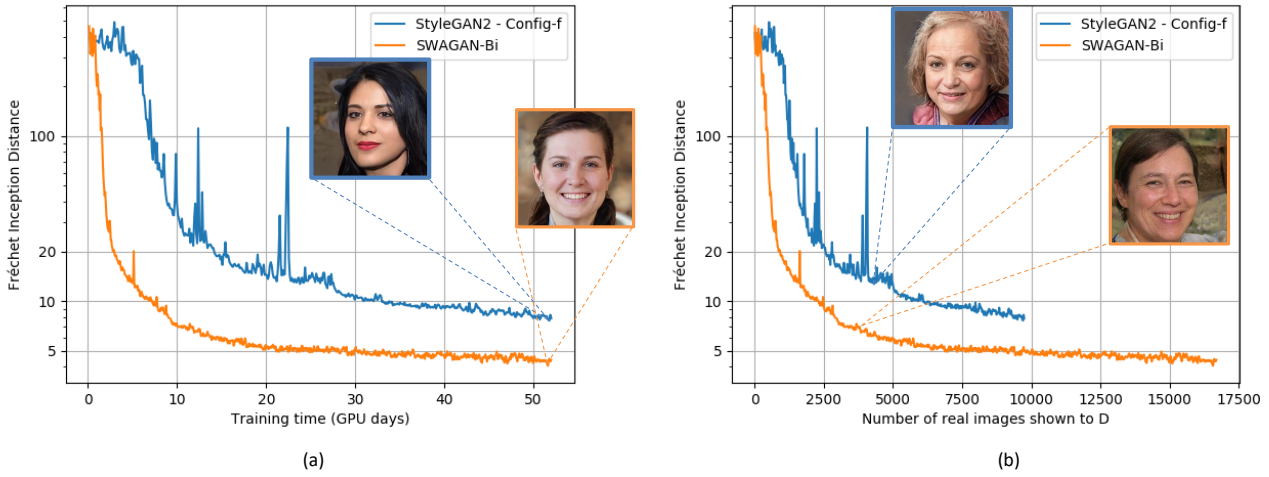 StyleGAN2 - Config-f
SWAGAN-Bi
Fréchet Inception Distance
100
20
10
5
0
10
20
30
40
50
Training time (GPU days)
(a)
StyleGAN2 - Config-f
SWAGAN-Bi
Fréchet Inception Distance
100
20
10
5
0
2500
5000
7500
10000
12500
15000
17500
Number of real images shown to D
(b)